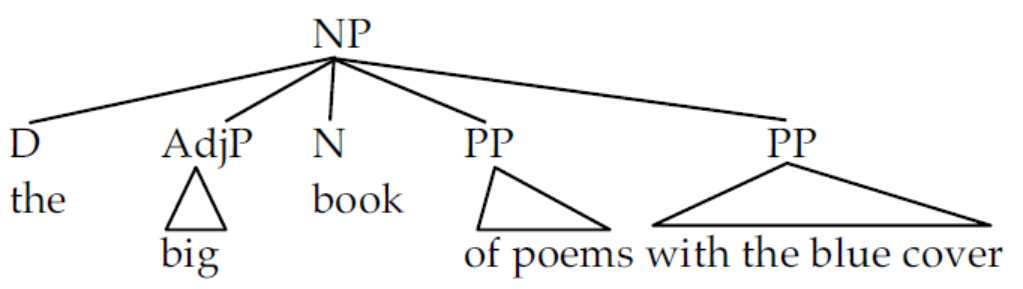 NP
D AdjP N PP PP
the book
big of poems with the blue cover